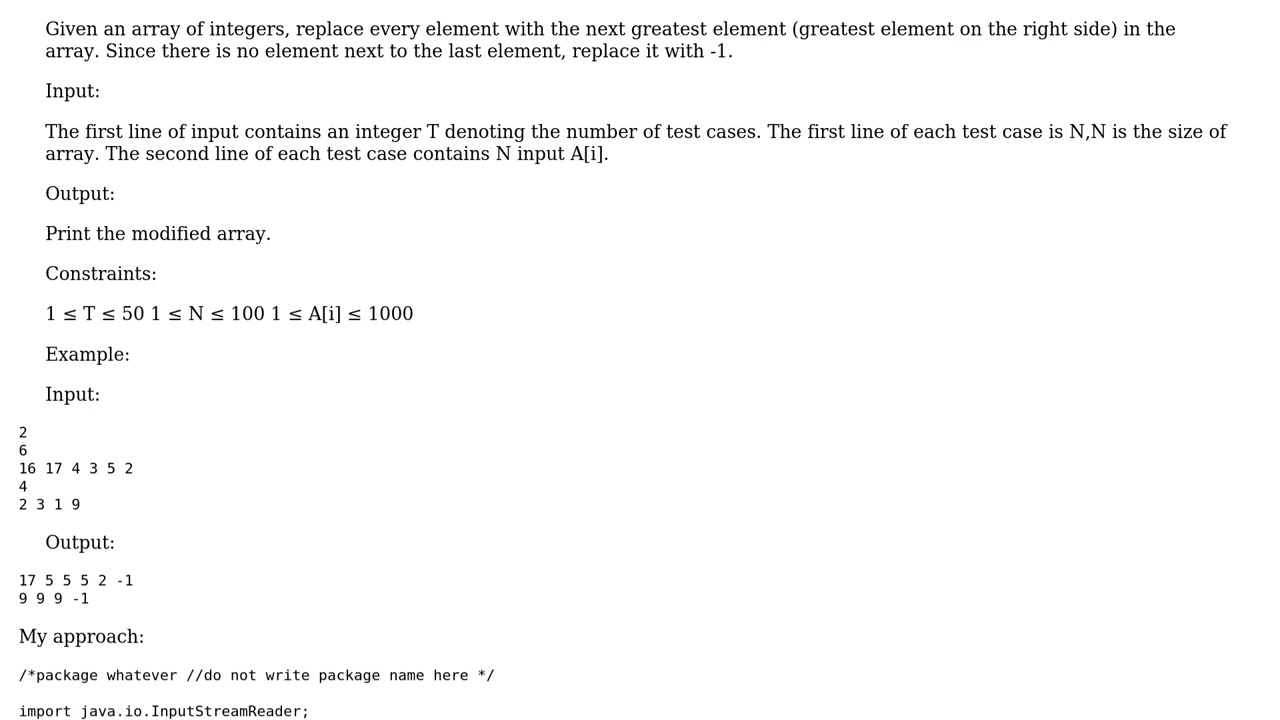 Given an array of integers, replace every element with the next greatest element (greatest element on the right side) in the
array. Since there is no element next to the last element, replace it with -1.
Input:
The first line of input contains an integer T denoting the number of test cases. The first line of each test case is N,N is the size of
array. The second line of each test case contains N input A[i].
Output:
Print the modified array.
Constraints:
1 ≤ T ≤ 50 1 ≤ N ≤ 100 1 ≤ A[i] ≤ 1000
Example:
Input:
2
6
16 17 4 3 5 2
4
2 3 1 9
Output:
17 5 5 5 2 -1
9 9 9 -1
My approach:
/*package whatever //do not write package name here */
import java.io.InputStreamReader;